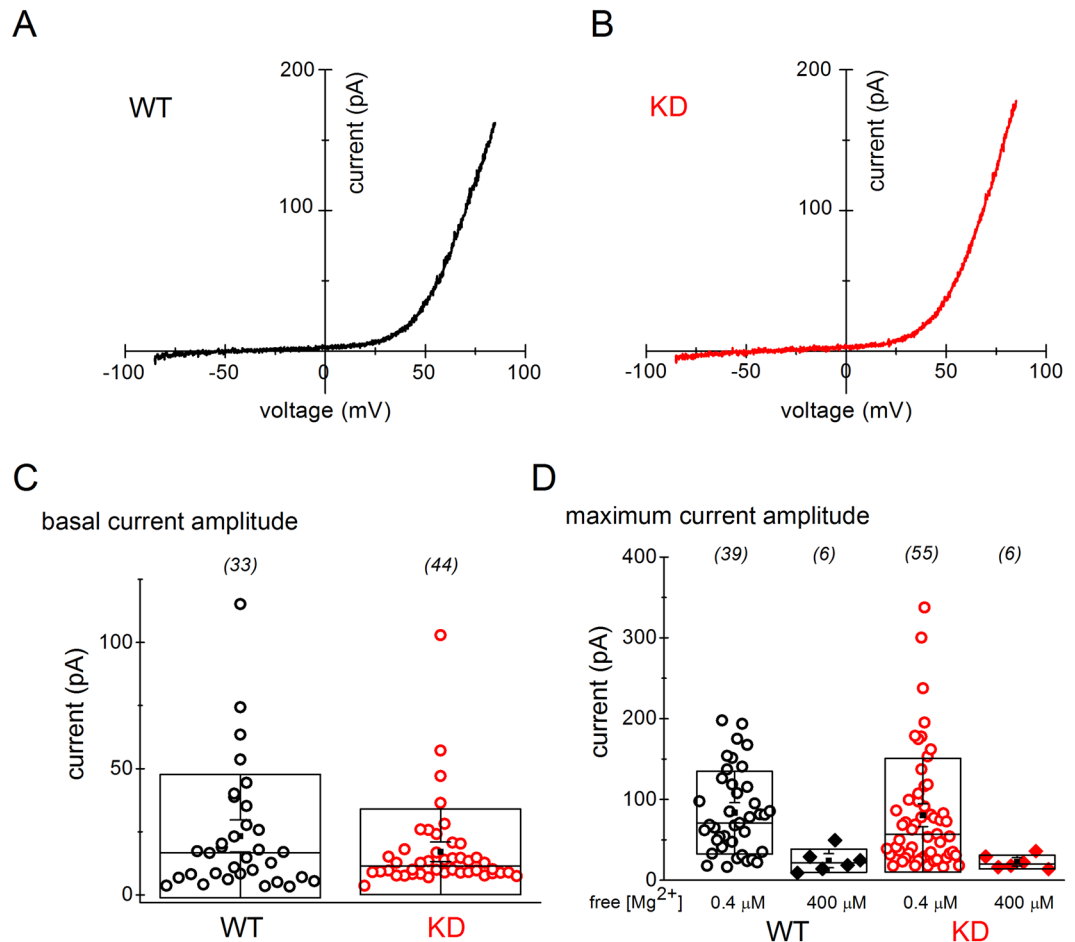 A
B
200
200
WT
KD
current (pA)
current (pA)
100
100
-100
-50
0
50
100
-100
-50
0
50
100
voltage (mV)
voltage (mV)
C
D
basal current amplitude
maximum current amplitude
(33)
(44)
(39)
(6)
(55)
(6)
100
50
0
current (pA)
400
300
200
100
0
current (pA)
free [Mg²⁺]
0.4 μM
400 μM
0.4 μM
400 μM
WT
KD
WT
KD